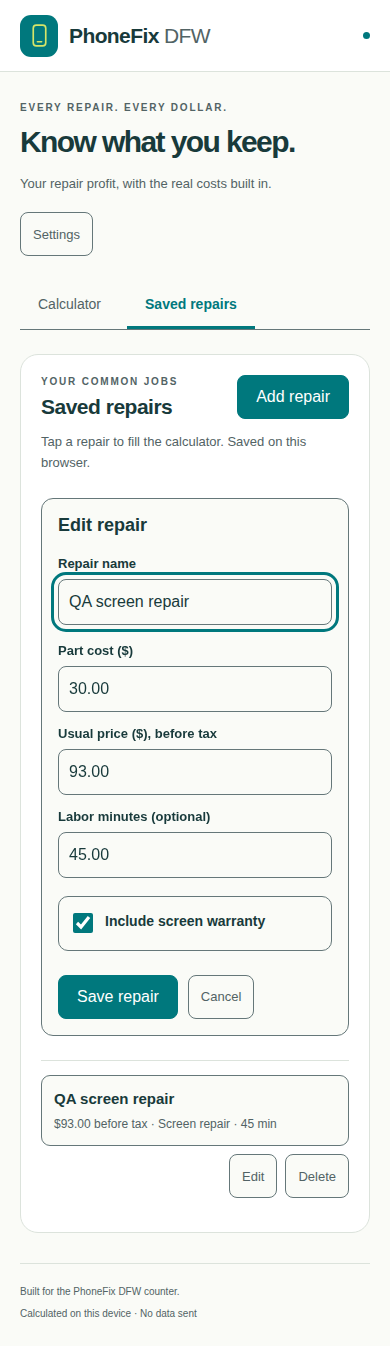 PhoneFix DFW
EVERY REPAIR. EVERY DOLLAR.
Know what you keep.
Your repair profit, with the real costs built in.
Settings
Calculator
Saved repairs
YOUR COMMON JOBS
Saved repairs
Add repair
Tap a repair to fill the calculator. Saved on this
browser.
Edit repair
Repair name
QA screen repair
Part cost ($)
30.00
Usual price ($), before tax
93.00
Labor minutes (optional)
45.00
Include screen warranty
Save repair
Cancel
QA screen repair
$93.00 before tax · Screen repair · 45 min
Edit
Delete
Built for the PhoneFix DFW counter.
Calculated on this device · No data sent